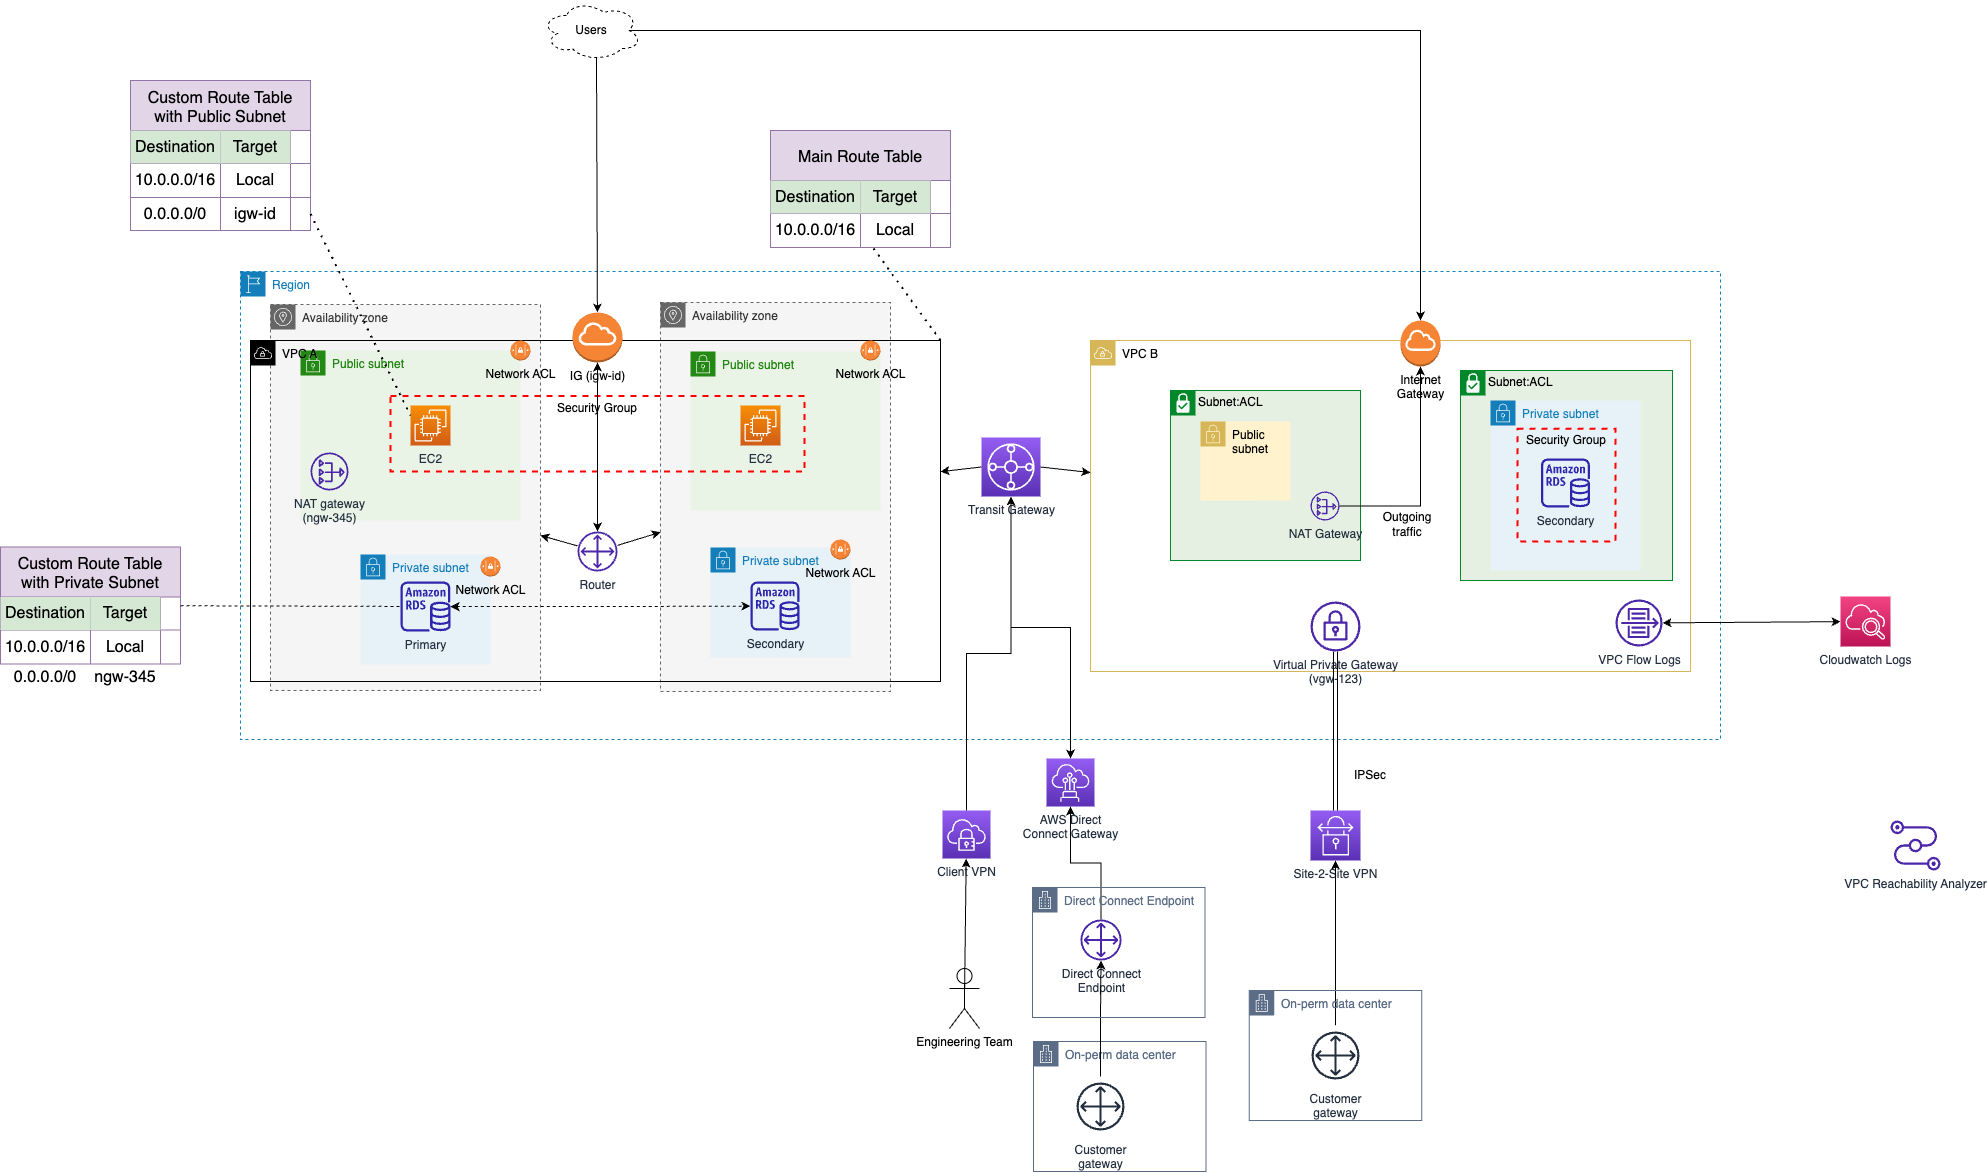 Users
Custom Route Table
with Public Subnet
Destination Target
10.0.0.0/16 Local
0.0.0.0/0 igw-id
Main Route Table
Destination Target
10.0.0.0/16 Local
Region
Availability zone
Availability zone
VPC A
Public subnet
Network ACL
IG (igw-id)
Public subnet
Network ACL
Security Group
EC2
EC2
NAT gateway
(ngw-345)
Router
Private subnet
Network ACL
Amazon
RDS
Primary
Private subnet
Network ACL
Amazon
RDS
Secondary
Custom Route Table
with Private Subnet
Destination Target
10.0.0.0/16 Local
0.0.0.0/0 ngw-345
Transit Gateway
VPC B
Internet
Gateway
Subnet:ACL
Public
subnet
NAT Gateway
Outgoing
traffic
Subnet:ACL
Private subnet
Security Group
Amazon
RDS
Secondary
Virtual Private Gateway
(vgw-123)
VPC Flow Logs
Cloudwatch Logs
IPSec
AWS Direct
Connect Gateway
Client VPN
Site-2-Site VPN
VPC Reachability Analyzer
Direct Connect Endpoint
Direct Connect
Endpoint
Engineering Team
On-perm data center
Customer
gateway
On-perm data center
Customer
gateway